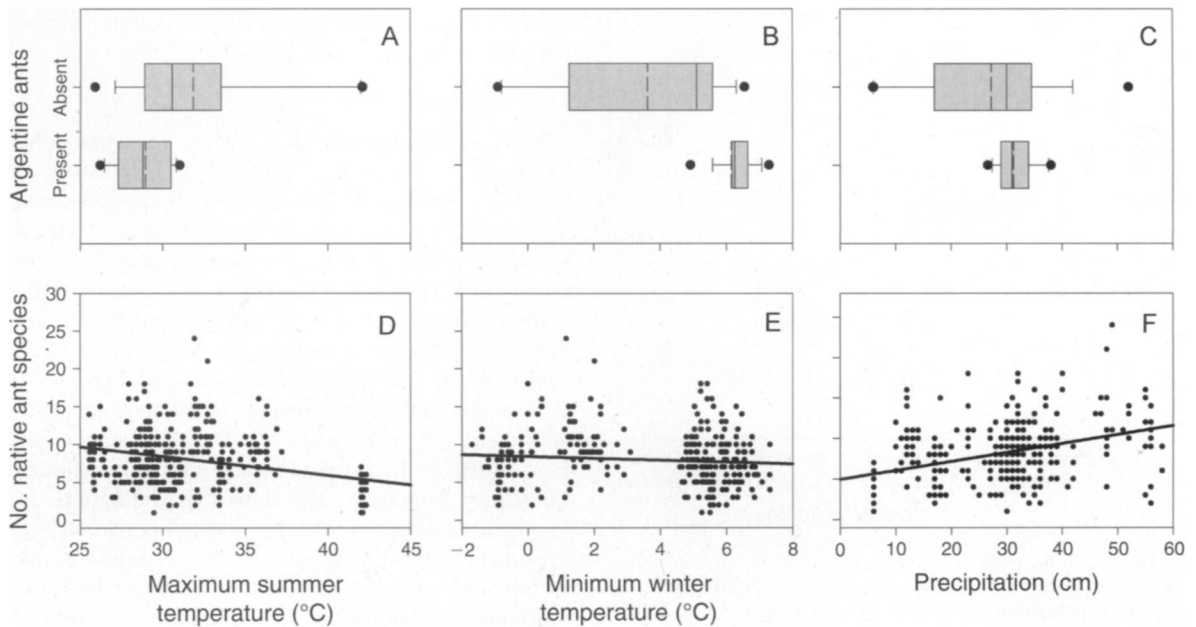 A
B
C
Argentine ants
Absent
Present
25
45
D
E
F
No. native ant species
30
25
20
15
10
5
0
25 30 35 40 45
−2 0 2 4 6 8
0 10 20 30 40 50 60
Maximum summer
temperature (°C)
Minimum winter
temperature (°C)
Precipitation (cm)